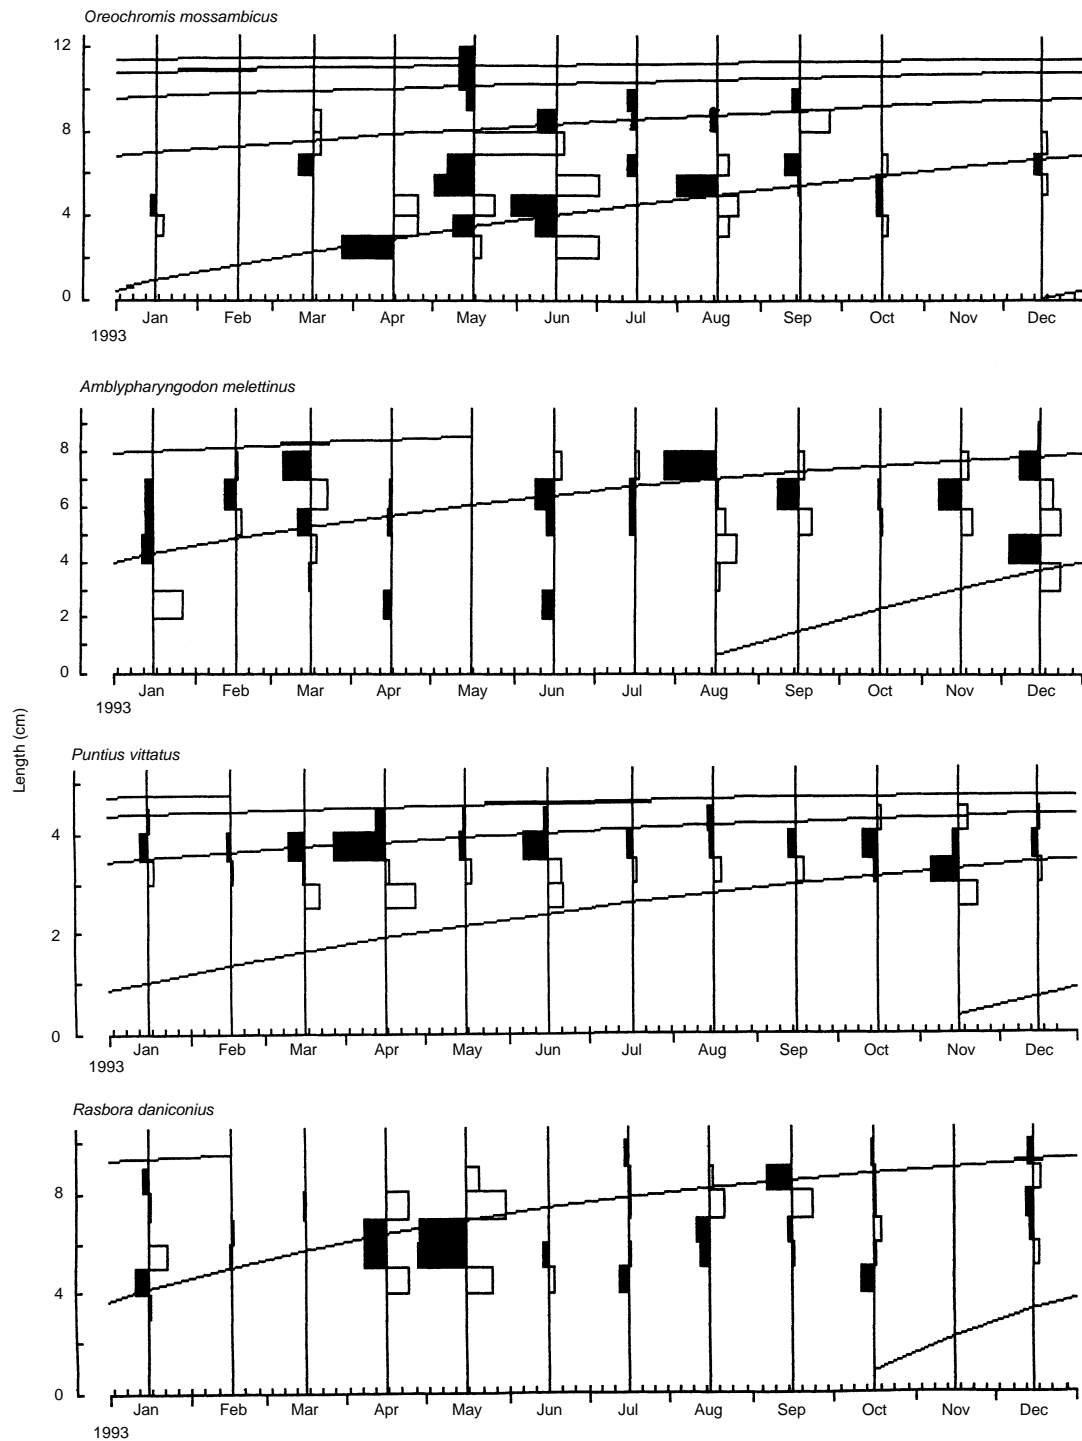 Oreochromis mossambicus
12
8
4
0
Jan Feb Mar Apr May Jun Jul Aug Sep Oct Nov Dec
1993
Amblypharyngodon melettinus
8
6
4
2
0
Jan Feb Mar Apr May Jun Jul Aug Sep Oct Nov Dec
1993
Length (cm)
Puntius vittatus
4
2
0
Jan Feb Mar Apr May Jun Jul Aug Sep Oct Nov Dec
1993
Rasbora daniconius
8
4
0
Jan Feb Mar Apr May Jun Jul Aug Sep Oct Nov Dec
1993